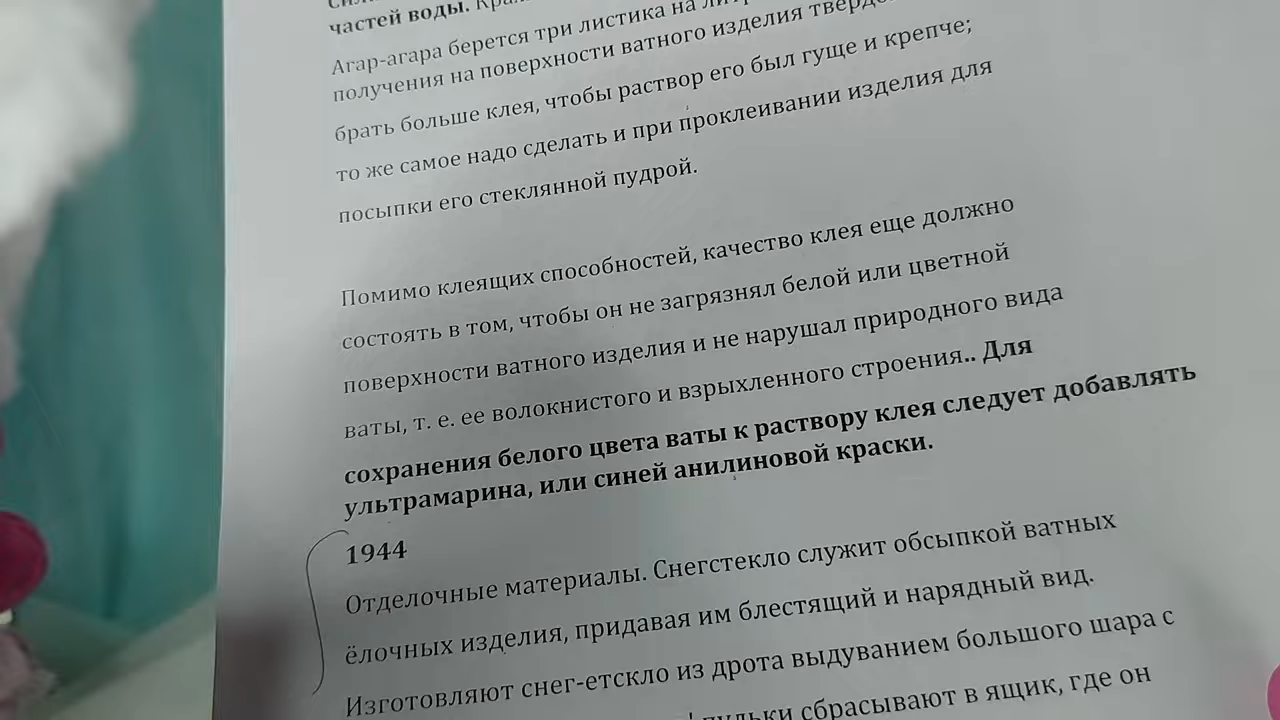 частей воды.
Агар-агара берется три листика на
получения на поверхности ватного изделия
брать больше клея, чтобы раствор его был гуще и крепче;
то же самое надо сделать и при проклеивании изделия для
посыпки его стеклянной пудрой.
Помимо клеящих способностей, качество клея еще должно
состоять в том, чтобы он не загрязнял белой или цветной
поверхности ватного изделия и не нарушал природного вида
ваты, т. е. ее волокнистого и взрыхленного строения.. Для
сохранения белого цвета ваты к раствору клея следует добавлять
ультрамарина, или синей анилиновой краски.
1944
Отделочные материалы. Снегстекло служит обсыпкой ватных
ёлочных изделия, придавая им блестящий и нарядный вид.
Изготовляют снег-етскло из дрота выдуванием большого шара с
сбрасывают в ящик, где он